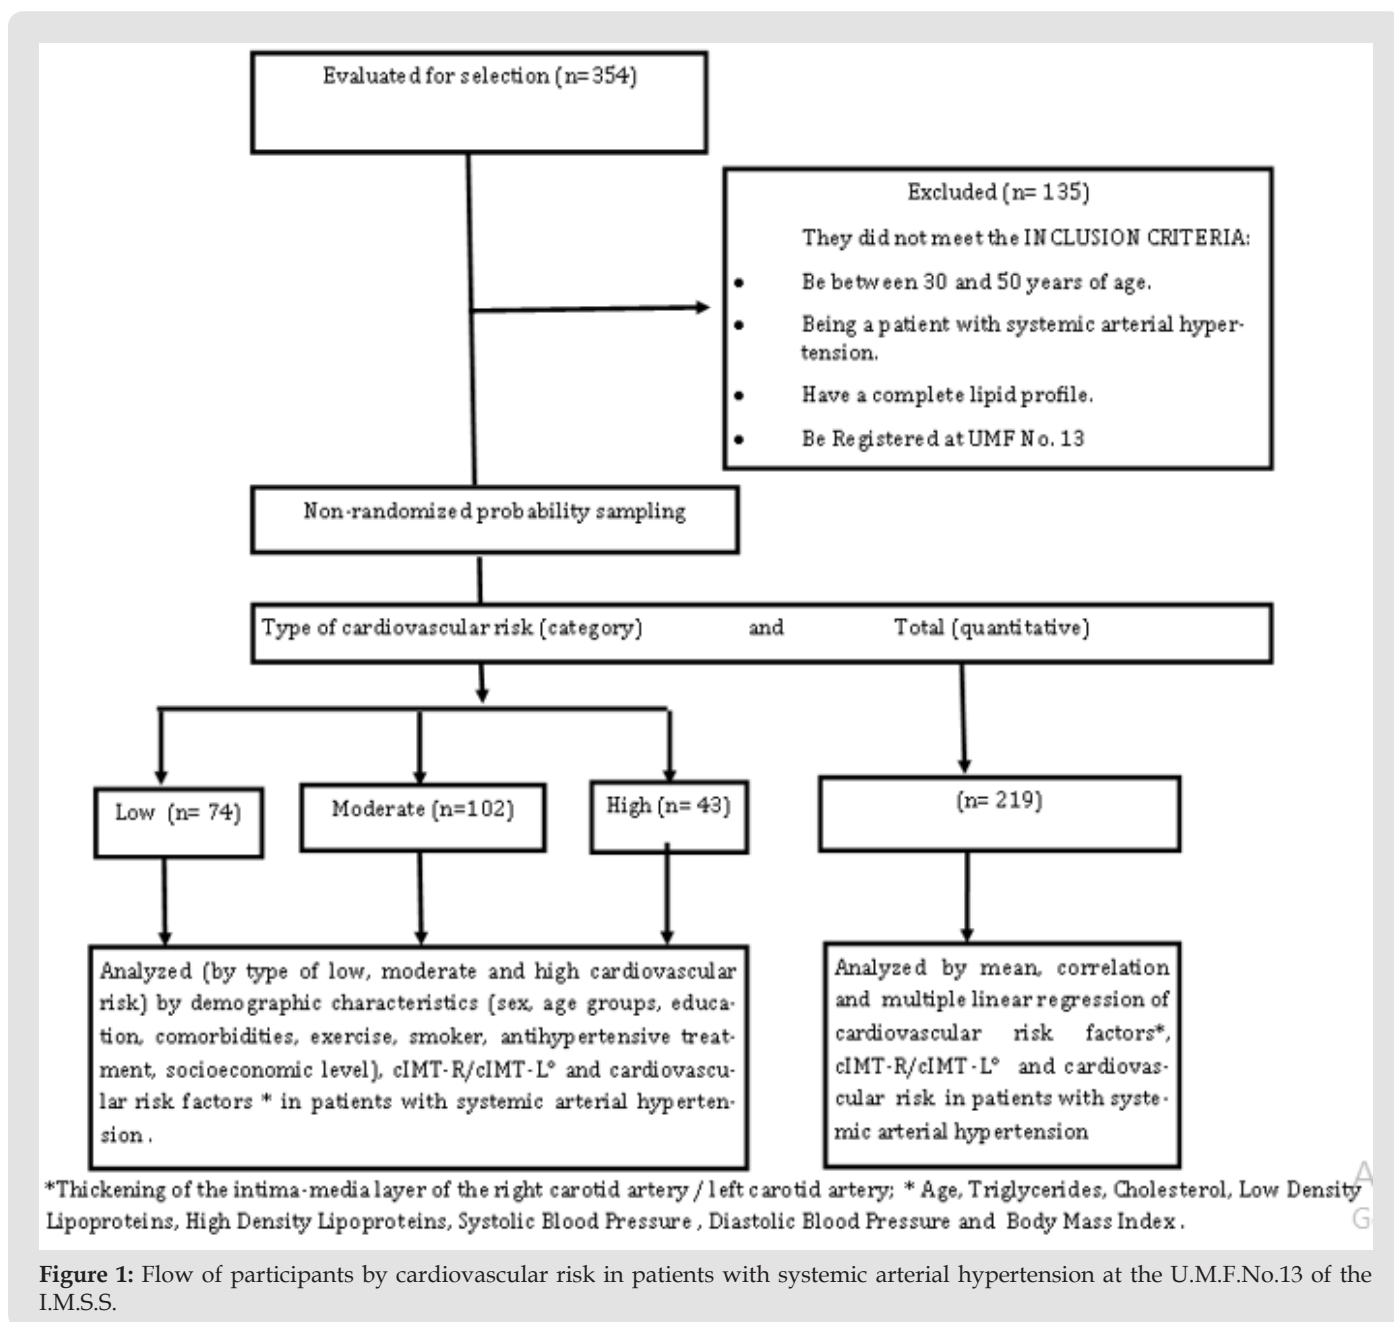 Evaluated for selection (n=354)
Excluded (n= 135)
They did not meet the INCLUSION CRITERIA:
• Be between 30 and 50 years of age.
• Being a patient with systemic arterial hyper-
tension.
• Have a complete lipid profile.
• Be Registered at UMF No. 13
Non-randomized probability sampling
Type of cardiovascular risk (category) and Total (quantitative)
Low (n= 74)
Moderate (n=102)
High (n= 43)
(n= 219)
Analyzed (by type of low, moderate and high cardiovascular
risk) by demographic characteristics (sex, age groups, educa-
tion, comorbidities, exercise, smoker, antihypertensive treat-
ment, socioeconomic level), cIMT-R/cIMT-L° and cardiovascu-
lar risk factors * in patients with systemic arterial hyperten-
sion .
Analyzed by mean, correlation
and multiple linear regression of
cardiovascular risk factors*,
cIMT-R/cIMT-L° and cardiovas-
cular risk in patients with syste-
mic arterial hypertension
*Thickening of the intima-media layer of the right carotid artery / left carotid artery; * Age, Triglycerides, Cholesterol, Low Density
Lipoproteins, High Density Lipoproteins, Systolic Blood Pressure , Diastolic Blood Pressure and Body Mass Index .
A
G
Figure 1: Flow of participants by cardiovascular risk in patients with systemic arterial hypertension at the U.M.F.No.13 of the
I.M.S.S.